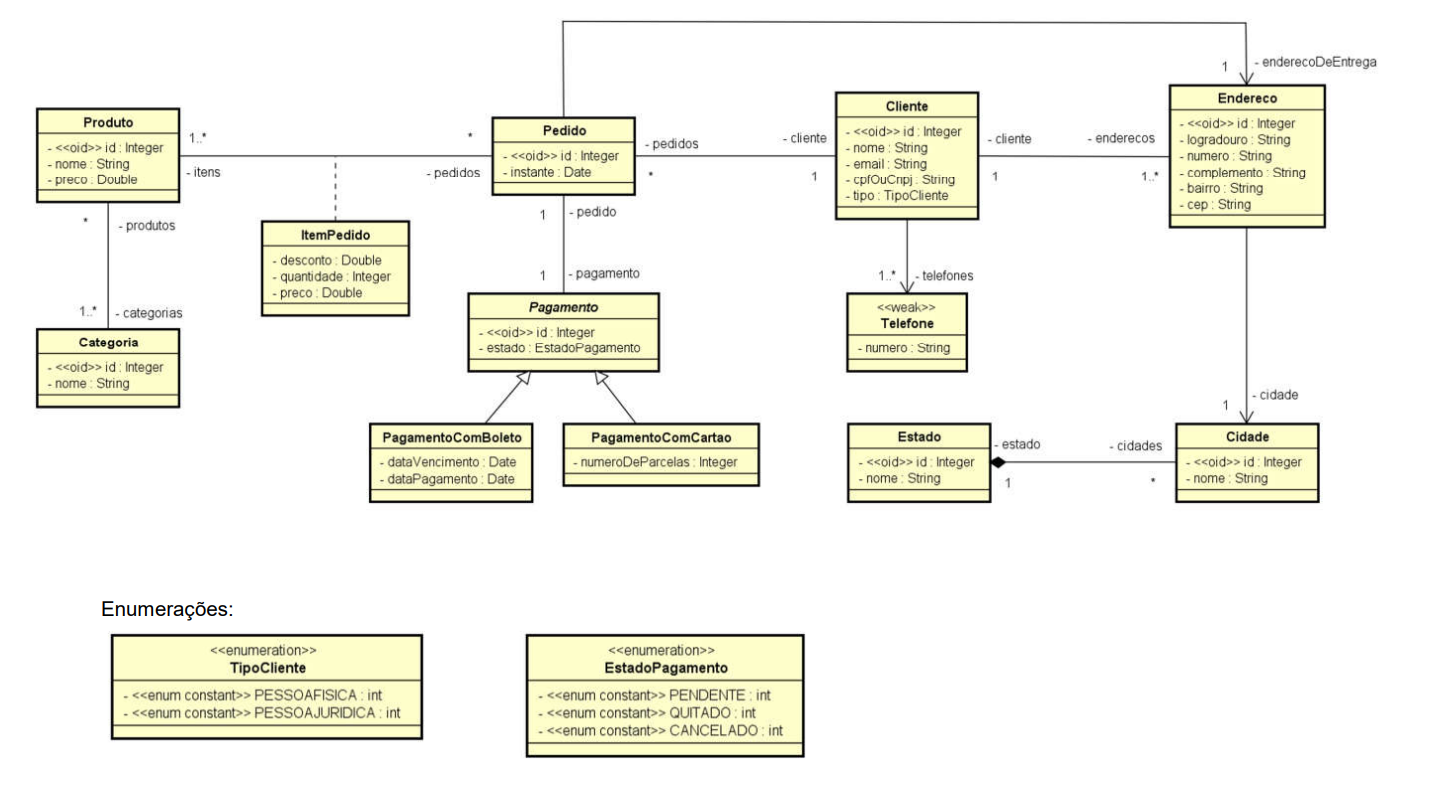 1
- enderecoDeEntrega
Produto
- <<oid>> id : Integer
- nome : String
- preco : Double
1..*
- itens
*
- pedidos
Pedido
- <<oid>> id : Integer
- instante : Date
- pedidos
*
- cliente
1
Cliente
- <<oid>> id : Integer
- nome : String
- email : String
- cpfOuCnpj : String
- tipo : TipoCliente
- cliente
1
- enderecos
1..*
Endereco
- <<oid>> id : Integer
- logradouro : String
- numero : String
- complemento : String
- bairro : String
- cep : String
*
- produtos
1..*
- categorias
Categoria
- <<oid>> id : Integer
- nome : String
ItemPedido
- desconto : Double
- quantidade : Integer
- preco : Double
1
- pedido
1
- pagamento
Pagamento
- <<oid>> id : Integer
- estado : EstadoPagamento
1..*
- telefones
<<weak>>
Telefone
- numero : String
PagamentoComBoleto
- dataVencimento : Date
- dataPagamento : Date
PagamentoComCartao
- numeroDeParcelas : Integer
Estado
- <<oid>> id : Integer
- nome : String
- estado
1
- cidades
*
1
- cidade
Cidade
- <<oid>> id : Integer
- nome : String
Enumerações:
<<enumeration>>
TipoCliente
- <<enum constant>> PESSOAFISICA : int
- <<enum constant>> PESSOAJURIDICA : int
<<enumeration>>
EstadoPagamento
- <<enum constant>> PENDENTE : int
- <<enum constant>> QUITADO : int
- <<enum constant>> CANCELADO : int